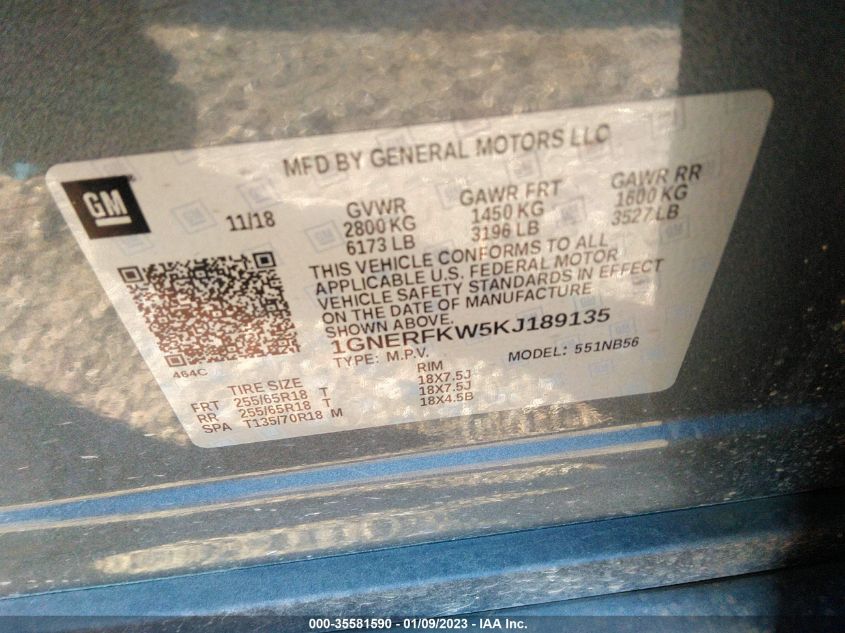 MFD BY GENERAL MOTORS LLC
GM
11/18
GVWR GAWR FRT GAWR RR
2800 KG 1450 KG 1600 KG
6173 LB 3196 LB 3527 LB
THIS VEHICLE CONFORMS TO ALL
APPLICABLE U.S. FEDERAL MOTOR
VEHICLE SAFETY STANDARDS IN EFFECT
ON THE DATE OF MANUFACTURE
SHOWN ABOVE.
1GNERFKW5KJ189135
TYPE: M.P.V. MODEL: 551NB56
464C
TIRE SIZE RIM
FRT 255/65R18 T 18X7.5J
RR 255/65R18 T 18X7.5J
SPA T135/70R18 M 18X4.5B
000-35581590 - 01/09/2023 - IAA Inc.